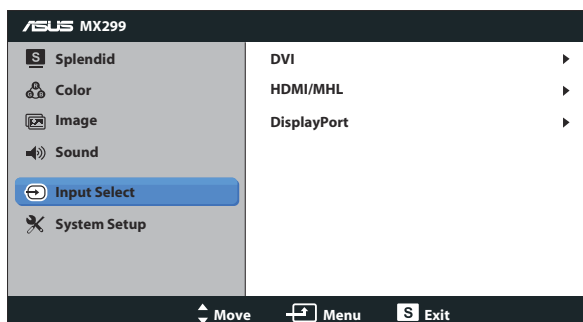 ASUS MX299
S Splendid
Color
Image
Sound
Input Select
System Setup
DVI
HDMI/MHL
DisplayPort
Move Menu S Exit